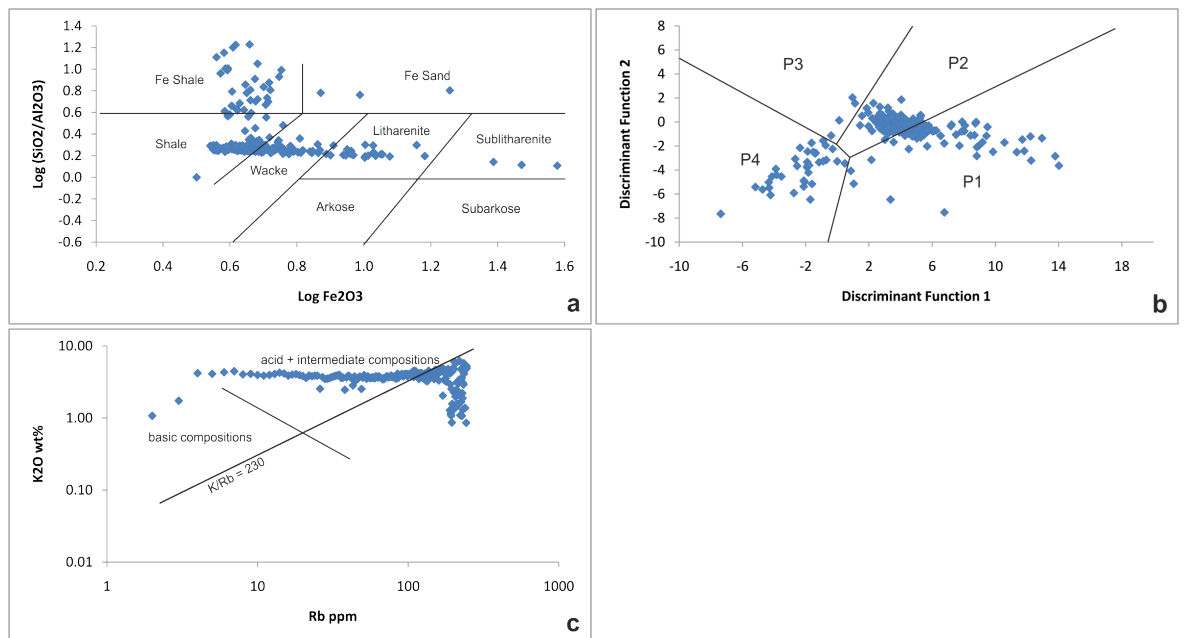 1.4
1.2
1.0
0.8
0.6
0.4
0.2
0.0
-0.2
-0.4
-0.6
Log (SiO2/Al2O3)
Fe Shale
Fe Sand
Shale
Litharenite
Sublitharenite
Wacke
Arkose
Subarkose
0.2 0.4 0.6 0.8 1.0 1.2 1.4 1.6
Log Fe2O3
a
8
6
4
2
0
-2
-4
-6
-8
-10
Discriminant Function 2
P3
P2
P4
P1
-10 -6 -2 2 6 10 14 18
Discriminant Function 1
b
10.00
1.00
0.10
0.01
K2O wt%
acid + intermediate compositions
basic compositions
K/Rb = 230
1 10 100 1000
Rb ppm
c